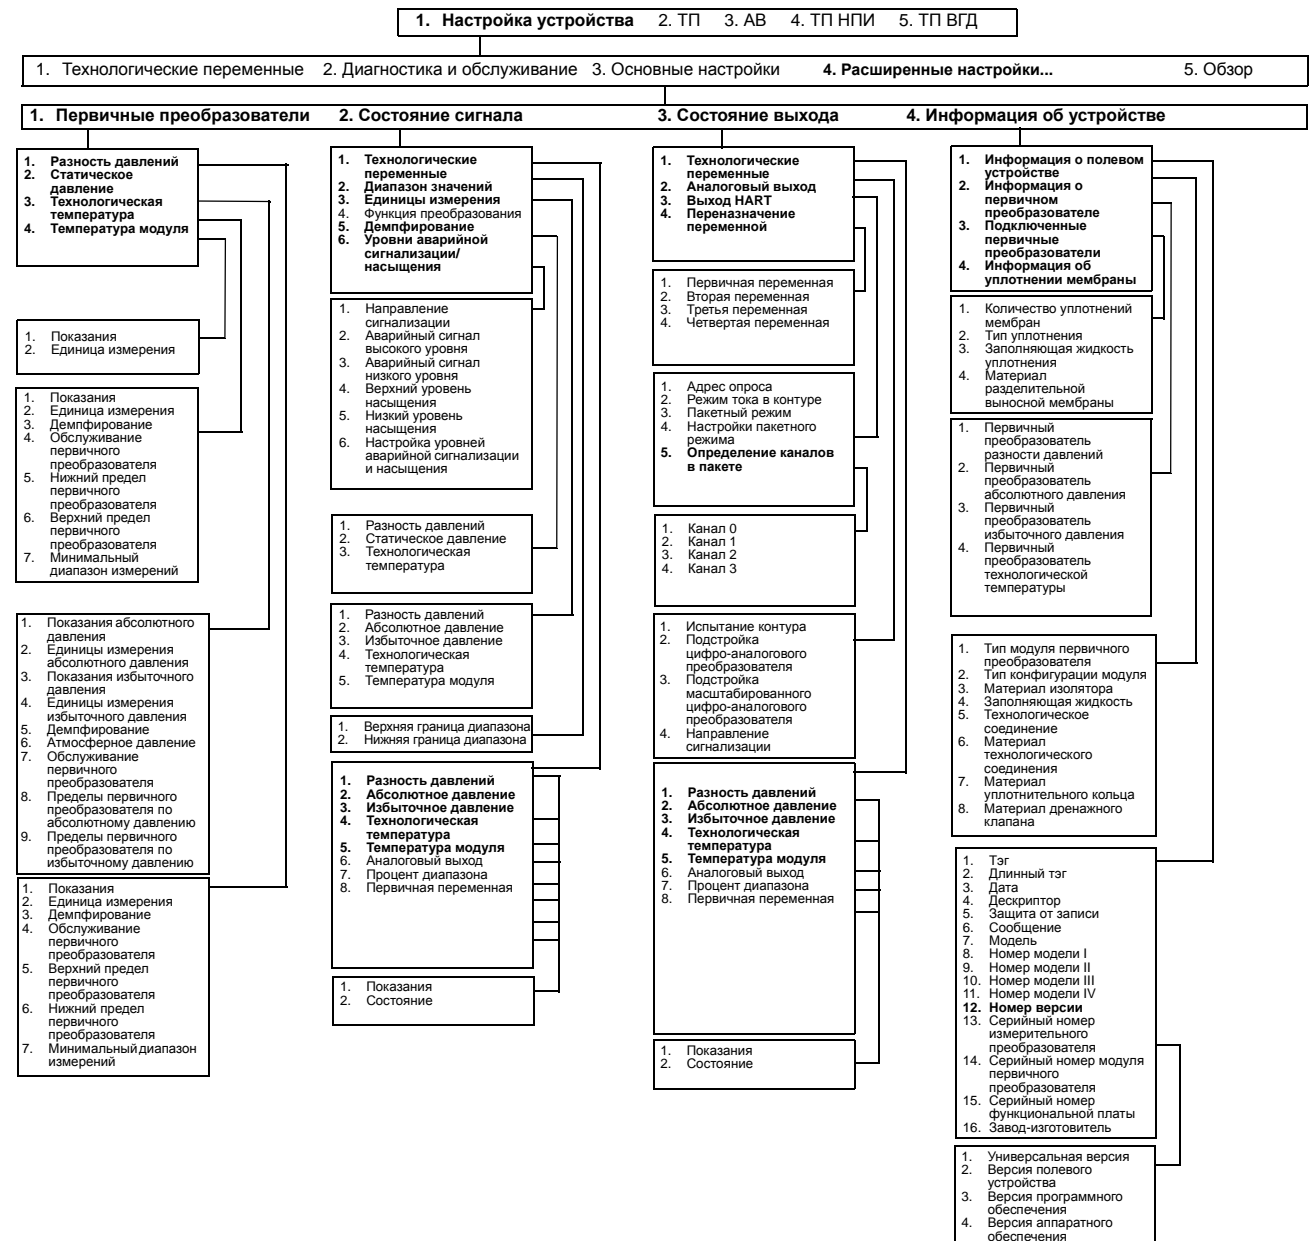 1. Настройка устройства 2. ТП 3. АВ 4. ТП НПИ 5. ТП ВГД
1. Технологические переменные 2. Диагностика и обслуживание 3. Основные настройки 4. Расширенные настройки... 5. Обзор
1. Первичные преобразователи 2. Состояние сигнала 3. Состояние выхода 4. Информация об устройстве
1. Разность давлений
2. Статическое
давление
3. Технологическая
температура
4. Температура модуля
1. Показания
2. Единица измерения
1. Показания
2. Единица измерения
3. Демпфирование
4. Обслуживание
первичного
преобразователя
5. Нижний предел
первичного
преобразователя
6. Верхний предел
первичного
преобразователя
7. Минимальный
диапазон измерений
1. Показания абсолютного
давления
2. Единицы измерения
абсолютного давления
3. Показания избыточного
давления
4. Единицы измерения
избыточного давления
5. Демпфирование
6. Атмосферное давление
7. Обслуживание
первичного
преобразователя
8. Пределы первичного
преобразователя по
абсолютному давлению
9. Пределы первичного
преобразователя по
избыточному давлению
1. Показания
2. Единица измерения
3. Демпфирование
4. Обслуживание
первичного
преобразователя
5. Верхний предел
первичного
преобразователя
6. Нижний предел
первичного
преобразователя
7. Минимальный диапазон
измерений
1. Технологические
переменные
2. Диапазон значений
3. Единицы измерения
4. Функция преобразования
5. Демпфирование
6. Уровни аварийной
сигнализации/
насыщения
1. Направление
сигнализации
2. Аварийный сигнал
высокого уровня
3. Аварийный сигнал
низкого уровня
4. Верхний уровень
насыщения
5. Низкий уровень
насыщения
6. Настройка уровней
аварийной сигнализации
и насыщения
1. Разность давлений
2. Статическое давление
3. Технологическая
температура
1. Разность давлений
2. Абсолютное давление
3. Избыточное давление
4. Технологическая
температура
5. Температура модуля
1. Верхняя граница диапазона
2. Нижняя граница диапазона
1. Разность давлений
2. Абсолютное давление
3. Избыточное давление
4. Технологическая
температура
5. Температура модуля
6. Аналоговый выход
7. Процент диапазона
8. Первичная переменная
1. Показания
2. Состояние
1. Технологические
переменные
2. Аналоговый выход
3. Выход HART
4. Переназначение
переменной
1. Первичная переменная
2. Вторая переменная
3. Третья переменная
4. Четвертая переменная
1. Адрес опроса
2. Режим тока в контуре
3. Пакетный режим
4. Настройки пакетного
режима
5. Определение каналов
в пакете
1. Канал 0
2. Канал 1
3. Канал 2
4. Канал 3
1. Испытание контура
2. Подстройка
цифро-аналогового
преобразователя
3. Подстройка
масштабированного
цифро-аналогового
преобразователя
4. Направление
сигнализации
1. Разность давлений
2. Абсолютное давление
3. Избыточное давление
4. Технологическая
температура
5. Температура модуля
6. Аналоговый выход
7. Процент диапазона
8. Первичная переменная
1. Показания
2. Состояние
1. Информация о полевом
устройстве
2. Информация о
первичном
преобразователе
3. Подключенные
первичные
преобразователи
4. Информация об
уплотнении мембраны
1. Количество уплотнений
мембран
2. Тип уплотнения
3. Заполняющая жидкость
уплотнения
4. Материал
разделительной
выносной мембраны
1. Первичный
преобразователь
разности давлений
2. Первичный
преобразователь
абсолютного давления
3. Первичный
преобразователь
избыточного давления
4. Первичный
преобразователь
технологической
температуры
1. Тип модуля первичного
преобразователя
2. Тип конфигурации модуля
3. Материал изолятора
4. Заполняющая жидкость
5. Технологическое
соединение
6. Материал
технологического
соединения
7. Материал
уплотнительного кольца
8. Материал дренажного
клапана
1. Тэг
2. Длинный тэг
3. Дата
4. Дескриптор
5. Защита от записи
6. Сообщение
7. Модель
8. Номер модели I
9. Номер модели II
10. Номер модели III
11. Номер модели IV
12. Номер версии
13. Серийный номер
измерительного
преобразователя
14. Серийный номер модуля
первичного
преобразователя
15. Серийный номер
функциональной платы
16. Завод-изготовитель
1. Универсальная версия
2. Версия полевого
устройства
3. Версия программного
обеспечения
4. Версия аппаратного
обеспечения